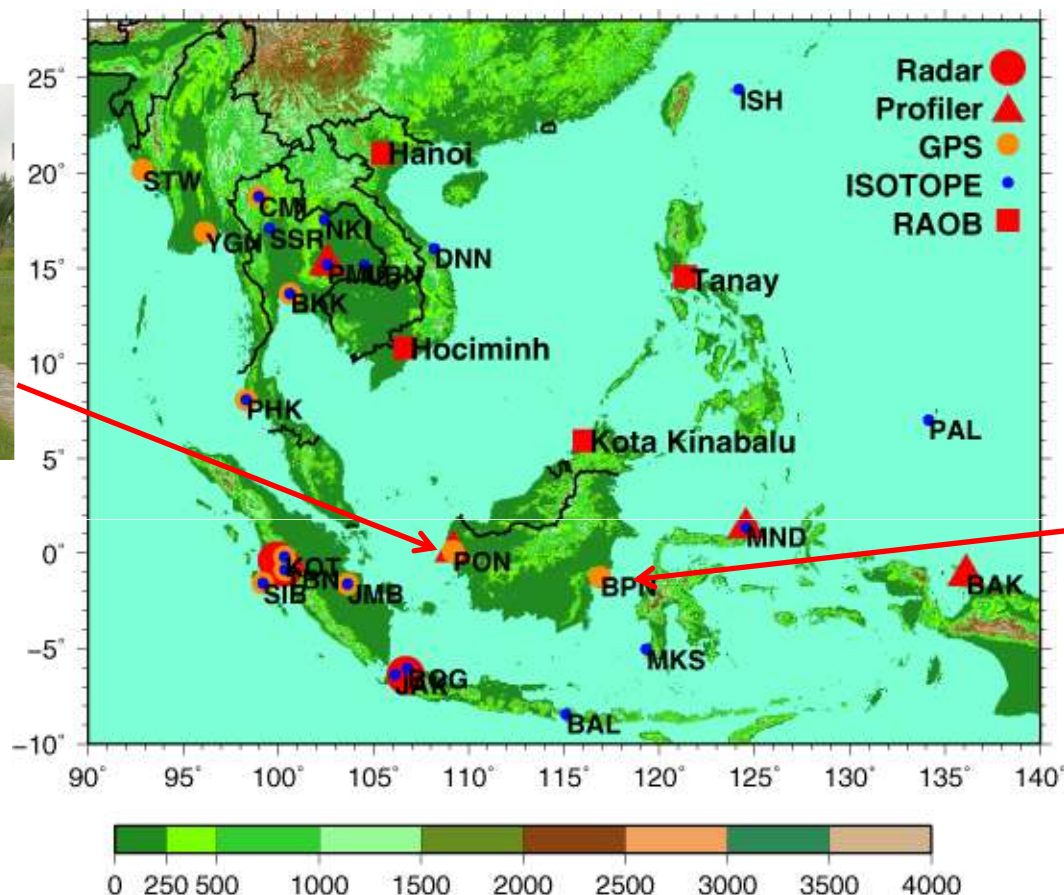 25°
20°
15°
10°
5°
0°
−5°
−10°
90° 95° 100° 105° 110° 115° 120° 125° 130° 135° 140°
Radar
Profiler
GPS
ISOTOPE
RAOB
ISH
Hanoi
STW
CMI
NKI
SSR
YGN
DNN
BKK
Tanay
Hociminh
PHK
Kota Kinabalu
PAL
MND
PON
KOT
BPN
BAK
SIB
JMB
MKS
JAK
BAL
0 250 500 1000 1500 2000 2500 3000 3500 4000